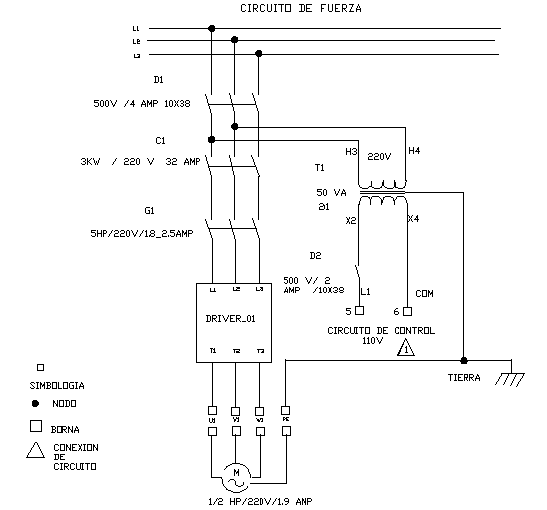 CIRCUITO DE FUERZA
L1
L2
L3
D1
500V /4 AMP 10X38
C1
3KW / 220 V 32 AMP
G1
5HP/220V/1.8_2.5AMP
H3
220V
H4
T1
50 VA
X2
X4
D2
500 V/ 2
AMP /10X38
L1
COM
5
6
CIRCUITO DE CONTROL
110V
1
L1
L2
L3
DRIVER_01
T1
T2
T3
TIERRA
U1
V1
PE
M
1/2 HP/220V/1.9 AMP
SIMBOLOGIA
NODO
BORNA
CONEXION
DE
CIRCUITO